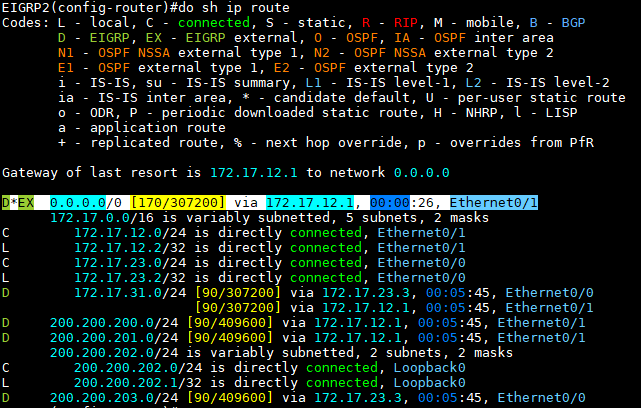 EIGRP2(config-router)#do sh ip route
Codes: L - local, C - connected, S - static, R - RIP, M - mobile, B - BGP
D - EIGRP, EX - EIGRP external, O - OSPF, IA - OSPF inter area
N1 - OSPF NSSA external type 1, N2 - OSPF NSSA external type 2
E1 - OSPF external type 1, E2 - OSPF external type 2
i - IS-IS, su - IS-IS summary, L1 - IS-IS level-1, L2 - IS-IS level-2
ia - IS-IS inter area, * - candidate default, U - per-user static route
o - ODR, P - periodic downloaded static route, H - NHRP, l - LISP
a - application route
+ - replicated route, % - next hop override, p - overrides from PfR
Gateway of last resort is 172.17.12.1 to network 0.0.0.0
D*EX 0.0.0.0/0 [170/307200] via 172.17.12.1, 00:00:26, Ethernet0/1
172.17.0.0/16 is variably subnetted, 5 subnets, 2 masks
C 172.17.12.0/24 is directly connected, Ethernet0/1
L 172.17.12.2/32 is directly connected, Ethernet0/1
C 172.17.23.0/24 is directly connected, Ethernet0/0
L 172.17.23.2/32 is directly connected, Ethernet0/0
D 172.17.31.0/24 [90/307200] via 172.17.23.3, 00:05:45, Ethernet0/0
[90/307200] via 172.17.12.1, 00:05:45, Ethernet0/1
D 200.200.200.0/24 [90/409600] via 172.17.12.1, 00:05:45, Ethernet0/1
D 200.200.201.0/24 [90/409600] via 172.17.12.1, 00:05:45, Ethernet0/1
200.200.202.0/24 is variably subnetted, 2 subnets, 2 masks
C 200.200.202.0/24 is directly connected, Loopback0
L 200.200.202.1/32 is directly connected, Loopback0
D 200.200.203.0/24 [90/409600] via 172.17.23.3, 00:05:45, Ethernet0/0